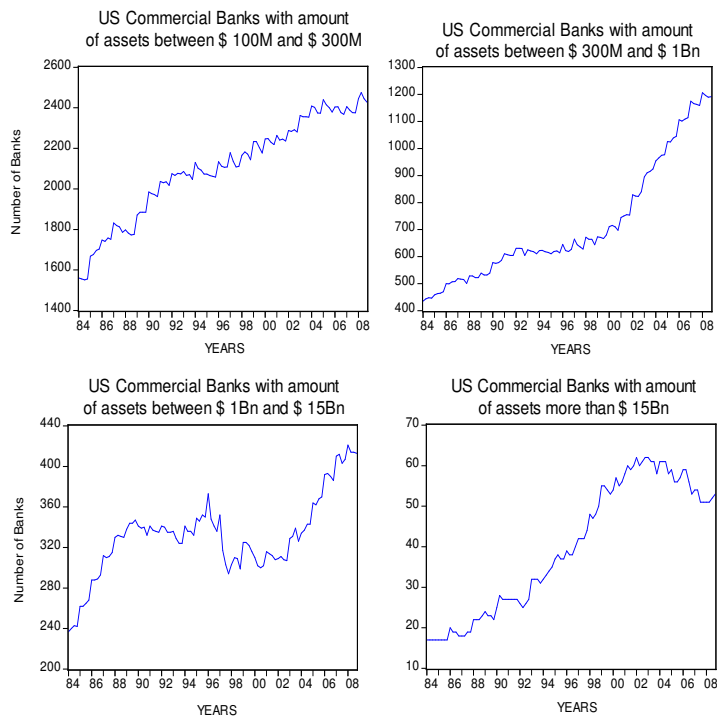 US Commercial Banks with amount
of assets between $ 100M and $ 300M
2600
2400
2200
2000
1800
1600
1400
Number of Banks
84 86 88 90 92 94 96 98 00 02 04 06 08
YEARS
US Commercial Banks with amount
of assets between $ 300M and $ 1Bn
1300
1200
1100
1000
900
800
700
600
500
400
84 86 88 90 92 94 96 98 00 02 04 06 08
YEARS
US Commercial Banks with amount
of assets between $ 1Bn and $ 15Bn
440
400
360
320
280
240
200
Number of Banks
84 86 88 90 92 94 96 98 00 02 04 06 08
YEARS
US Commercial Banks with amount
of assets more than $ 15Bn
70
60
50
40
30
20
10
84 86 88 90 92 94 96 98 00 02 04 06 08
YEARS